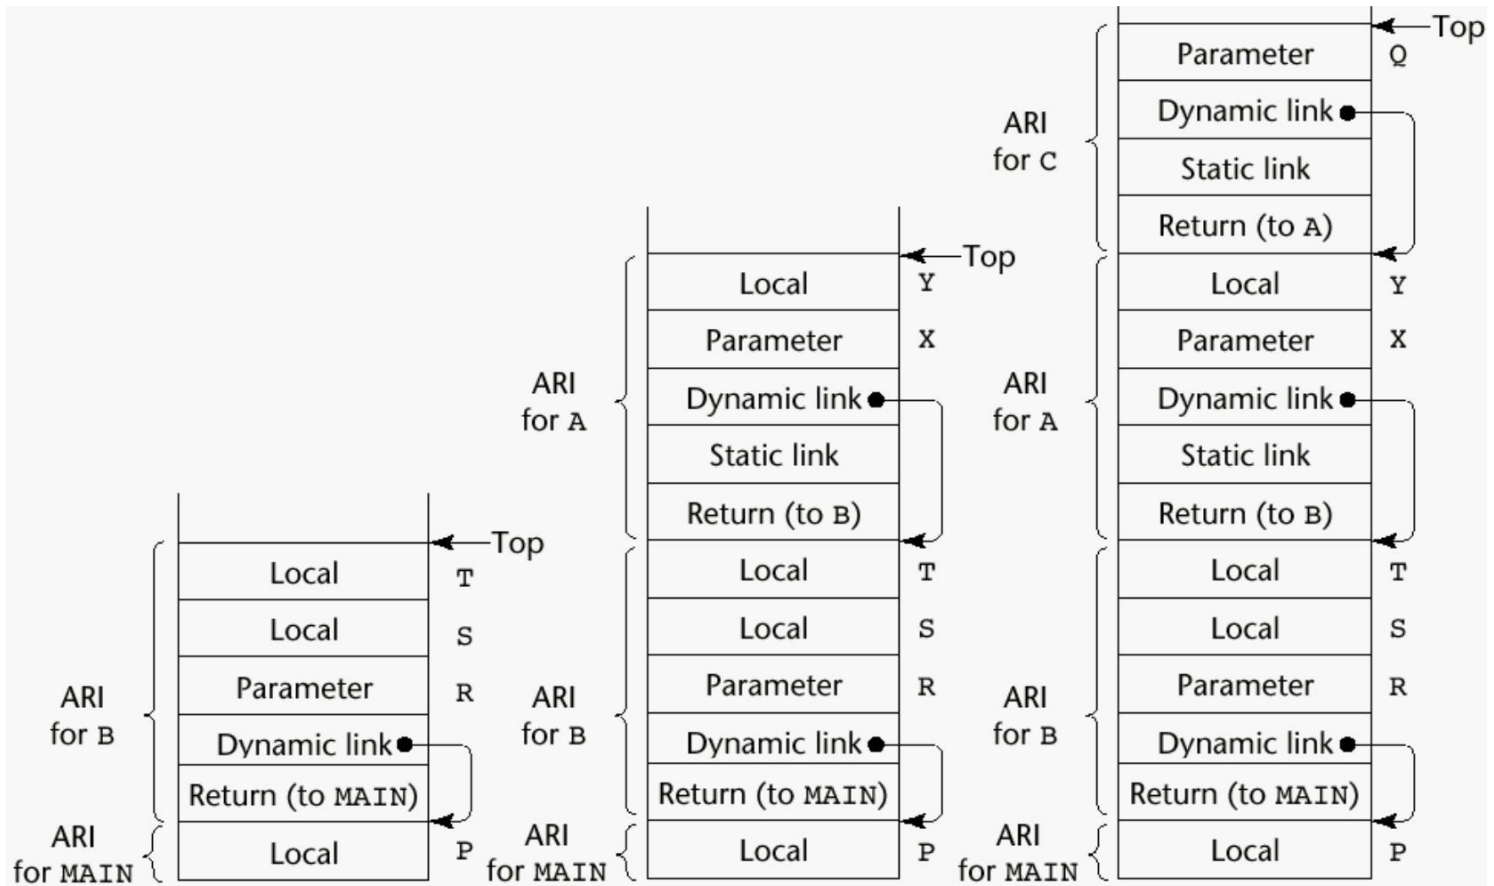 Top
Local T
Local S
Parameter R
ARI
for B
Dynamic link
Return (to MAIN)
ARI
for MAIN
Local P
Top
Local Y
Parameter X
ARI
for A
Dynamic link
Static link
Return (to B)
Local T
Local S
Parameter R
ARI
for B
Dynamic link
Return (to MAIN)
ARI
for MAIN
Local P
Top
Parameter Q
ARI
for C
Dynamic link
Static link
Return (to A)
Local Y
Parameter X
ARI
for A
Dynamic link
Static link
Return (to B)
Local T
Local S
Parameter R
ARI
for B
Dynamic link
Return (to MAIN)
ARI
for MAIN
Local P